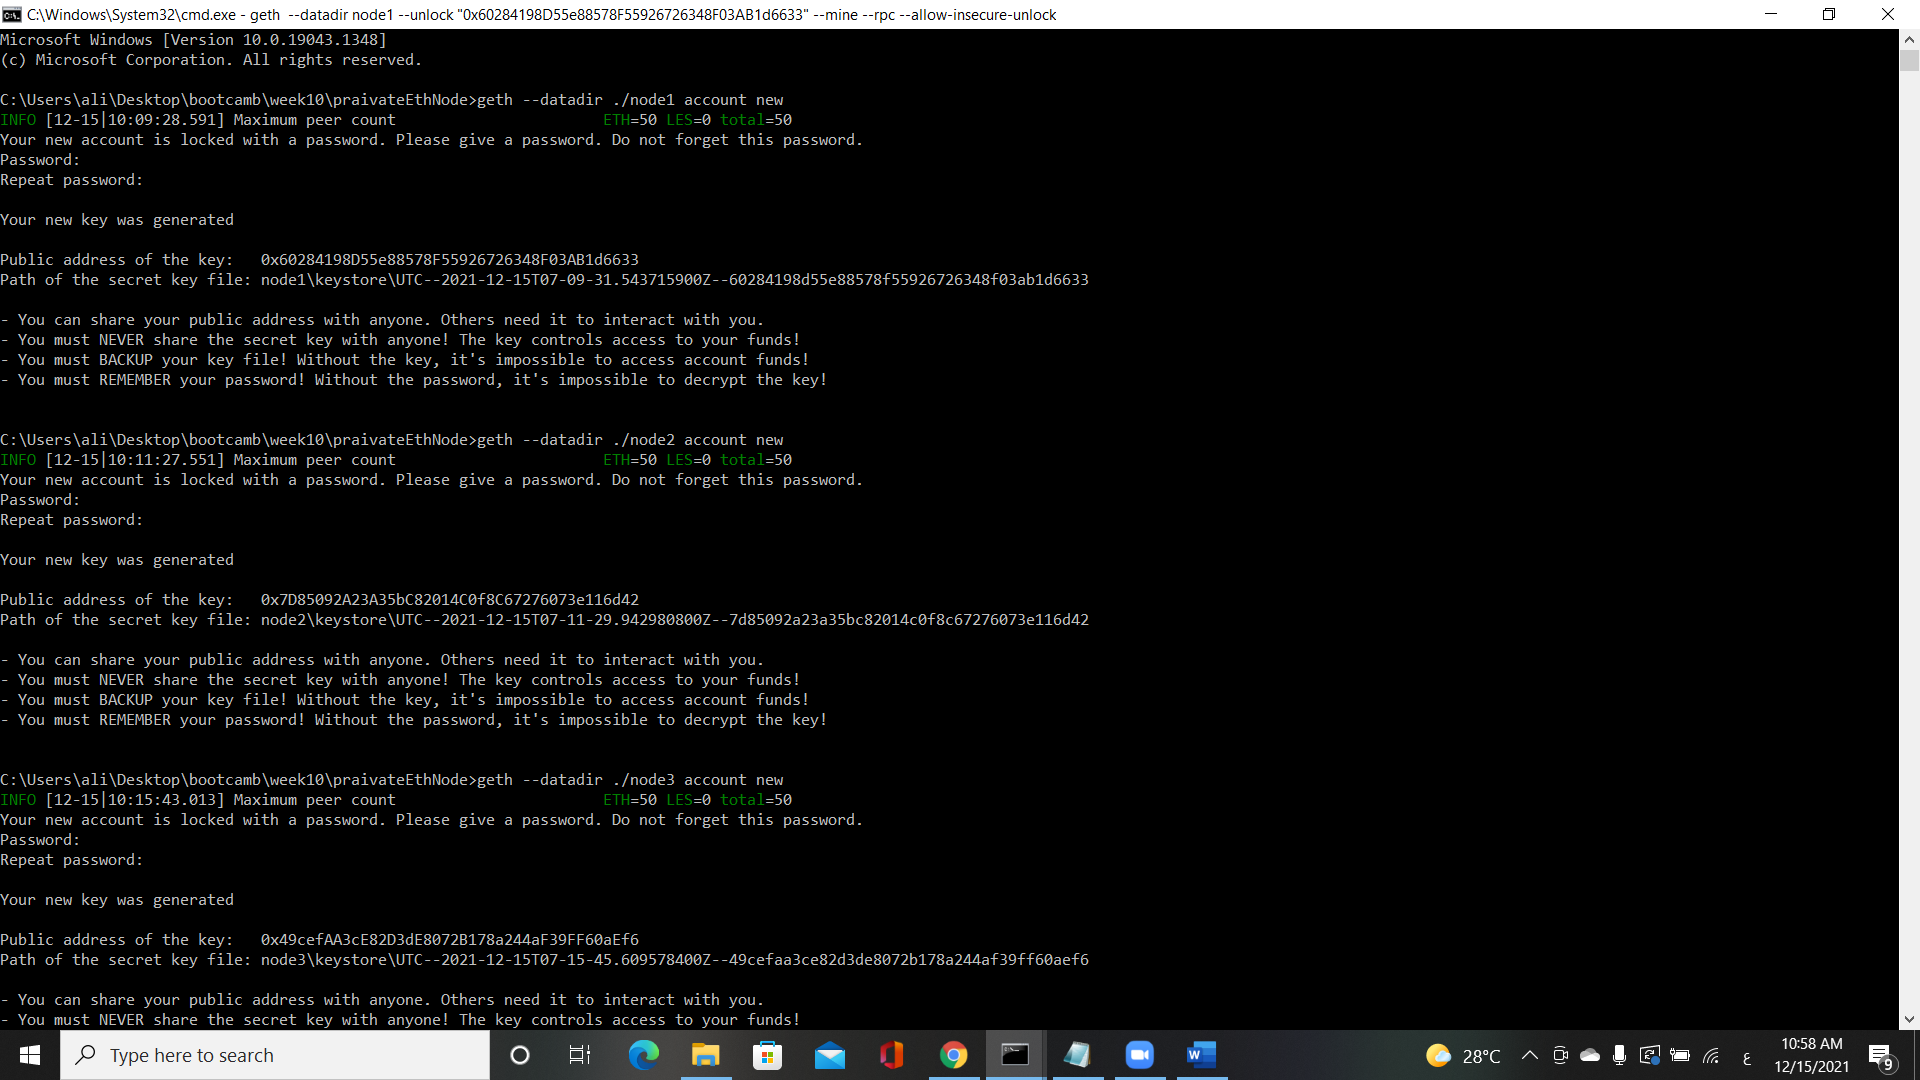 C:\Windows\System32\cmd.exe - geth  --datadir node1 --unlock "0x60284198D55e88578F55926726348F03AB1d6633" --mine --rpc --allow-insecure-unlock
Microsoft Windows [Version 10.0.19043.1348]
(c) Microsoft Corporation. All rights reserved.
C:\Users\ali\Desktop\bootcamb\week10\praivateEthNode>geth --datadir ./node1 account new
INFO [12-15|10:09:28.591] Maximum peer count                       ETH=50 LES=0 total=50
Your new account is locked with a password. Please give a password. Do not forget this password.
Password:
Repeat password:
Your new key was generated
Public address of the key:   0x60284198D55e88578F55926726348F03AB1d6633
Path of the secret key file: node1\keystore\UTC--2021-12-15T07-09-31.543715900Z--60284198d55e88578f55926726348f03ab1d6633
- You can share your public address with anyone. Others need it to interact with you.
- You must NEVER share the secret key with anyone! The key controls access to your funds!
- You must BACKUP your key file! Without the key, it's impossible to access account funds!
- You must REMEMBER your password! Without the password, it's impossible to decrypt the key!
C:\Users\ali\Desktop\bootcamb\week10\praivateEthNode>geth --datadir ./node2 account new
INFO [12-15|10:11:27.551] Maximum peer count                       ETH=50 LES=0 total=50
Your new account is locked with a password. Please give a password. Do not forget this password.
Password:
Repeat password:
Your new key was generated
Public address of the key:   0x7D85092A23A35bC82014C0f8C67276073e116d42
Path of the secret key file: node2\keystore\UTC--2021-12-15T07-11-29.942980800Z--7d85092a23a35bc82014c0f8c67276073e116d42
- You can share your public address with anyone. Others need it to interact with you.
- You must NEVER share the secret key with anyone! The key controls access to your funds!
- You must BACKUP your key file! Without the key, it's impossible to access account funds!
- You must REMEMBER your password! Without the password, it's impossible to decrypt the key!
C:\Users\ali\Desktop\bootcamb\week10\praivateEthNode>geth --datadir ./node3 account new
INFO [12-15|10:15:43.013] Maximum peer count                       ETH=50 LES=0 total=50
Your new account is locked with a password. Please give a password. Do not forget this password.
Password:
Repeat password:
Your new key was generated
Public address of the key:   0x49cefAA3cE82D3dE8072B178a244aF39FF60aEf6
Path of the secret key file: node3\keystore\UTC--2021-12-15T07-15-45.609578400Z--49cefaa3ce82d3de8072b178a244af39ff60aef6
- You can share your public address with anyone. Others need it to interact with you.
- You must NEVER share the secret key with anyone! The key controls access to your funds!
Type here to search
28°C
ع
10:58 AM
12/15/2021
9